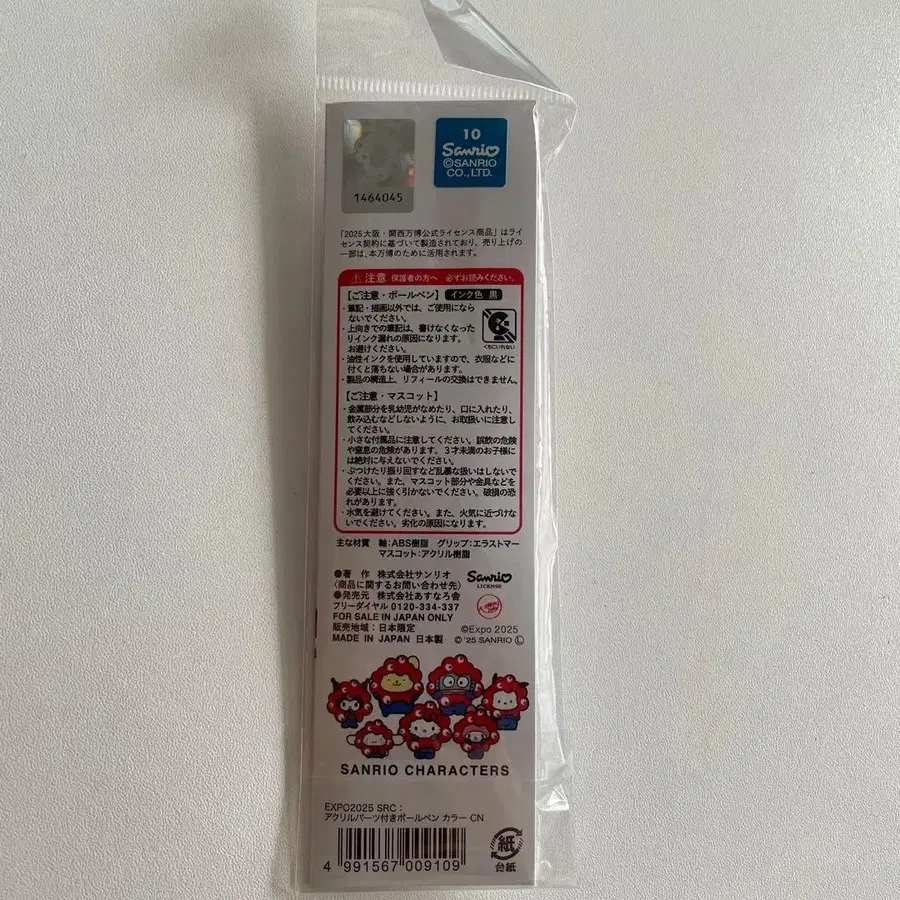 10
Sanrio
©SANRIO
CO.,LTD.
1464045
「2025大阪・関西万博公式ライセンス商品」はライ
センス契約に基づいて製造されており、売り上げの
一部は、本万博のために活用されます。
注意 保護者の方へ 必ずお読みください。
【ご注意・ボールペン】 インク色 黒
・筆記・描画以外では、ご使用になら
ないでください。
・上向きでの筆記は、書けなくなった
りインク漏れの原因になります。
お避けください。
くちにいれない
・油性インクを使用していますので、衣服などに
付くと落ちない場合があります。
・製品の構造上、リフィールの交換はできません。
【ご注意・マスコット】
・金属部分を乳幼児がなめたり、口に入れたり、
飲み込むなどしないように、お取扱いに注意し
てください。
・小さな付属品に注意してください。誤飲の危険
や窒息の危険があります。3才未満のお子様に
は絶対に与えないでください。
・ぶつけたり振り回すなど乱暴な扱いはしないで
ください。また、マスコット部分や金具などを
必要以上に強く引かないでください。破損の恐
れがあります。
・水気を避けてください。また、火気に近づけな
いでください。劣化の原因になります。
主な材質 軸:ABS樹脂 グリップ:エラストマー
マスコット:アクリル樹脂
●著 作 株式会社サンリオ
〈商品に関するお問い合わせ先〉
●発売元 株式会社あすなろ舎
フリーダイヤル 0120-334-337
FOR SALE IN JAPAN ONLY
販売地域:日本限定
MADE IN JAPAN 日本製
Sanrio
LICENSE
©Expo 2025
© '25 SANRIO Ⓛ
SANRIO CHARACTERS
EXPO2025 SRC:
アクリルパーツ付きボールペン カラー CN
4 991567 009109
紙
台紙